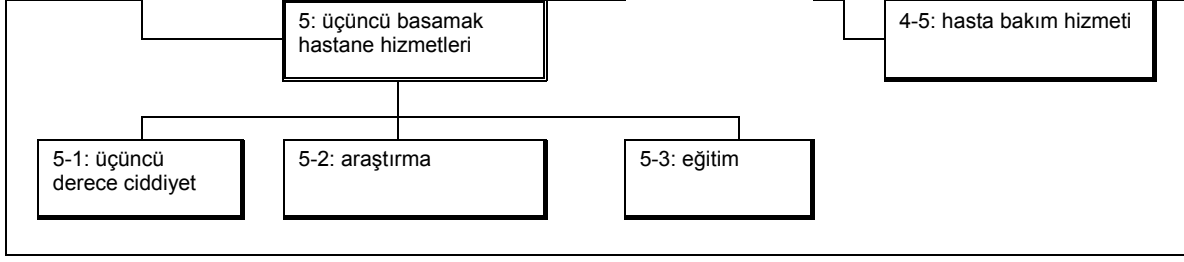 5: üçüncü basamak
hastane hizmetleri
4-5: hasta bakım hizmeti
5-1: üçüncü
derece ciddiyet
5-2: araştırma
5-3: eğitim